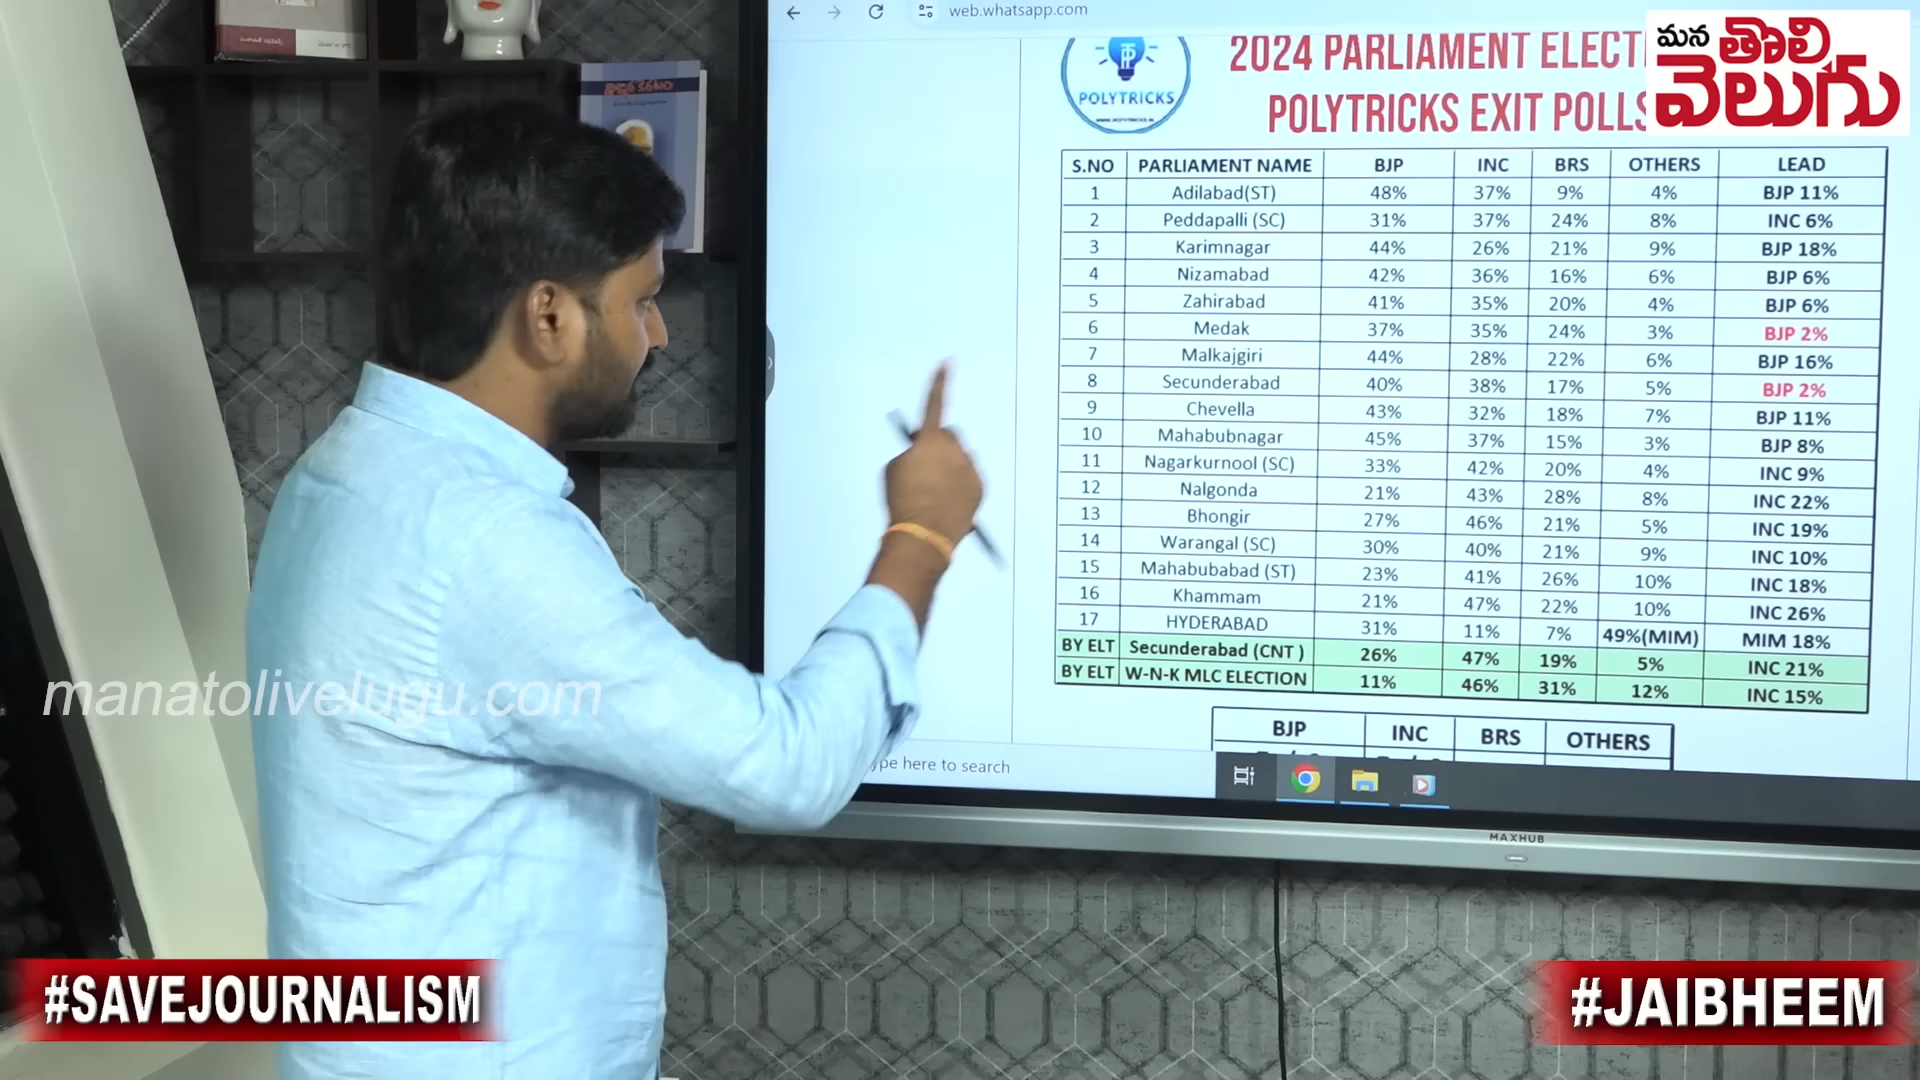 web.whatsapp.com
మన తొలి వెలుగు
POLYTRICKS
2024 PARLIAMENT ELECTI
POLYTRICKS EXIT POLLS
S.NO PARLIAMENT NAME BJP INC BRS OTHERS LEAD
1 Adilabad(ST) 48% 37% 9% 4% BJP 11%
2 Peddapalli (SC) 31% 37% 24% 8% INC 6%
3 Karimnagar 44% 26% 21% 9% BJP 18%
4 Nizamabad 42% 36% 16% 6% BJP 6%
5 Zahirabad 41% 35% 20% 4% BJP 6%
6 Medak 37% 35% 24% 3% BJP 2%
7 Malkajgiri 44% 28% 22% 6% BJP 16%
8 Secunderabad 40% 38% 17% 5% BJP 2%
9 Chevella 43% 32% 18% 7% BJP 11%
10 Mahabubnagar 45% 37% 15% 3% BJP 8%
11 Nagarkurnool (SC) 33% 42% 20% 4% INC 9%
12 Nalgonda 21% 43% 28% 8% INC 22%
13 Bhongir 27% 46% 21% 5% INC 19%
14 Warangal (SC) 30% 40% 21% 9% INC 10%
15 Mahabubabad (ST) 23% 41% 26% 10% INC 18%
16 Khammam 21% 47% 22% 10% INC 26%
17 HYDERABAD 31% 11% 7% 49%(MIM) MIM 18%
BY ELT Secunderabad (CNT ) 26% 47% 19% 5% INC 21%
BY ELT W-N-K MLC ELECTION 11% 46% 31% 12% INC 15%
BJP INC BRS OTHERS
ype here to search
MAXHUB
manatolivelugu.com
#SAVEJOURNALISM
#JAIBHEEM